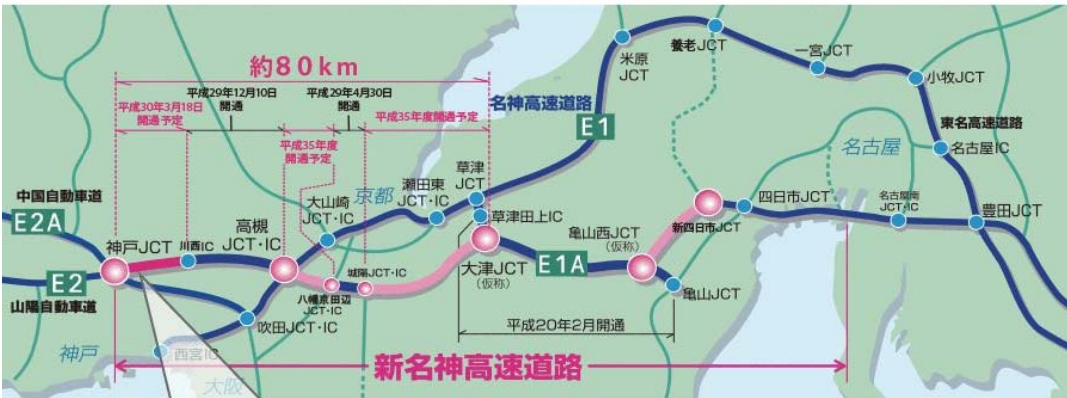 約80km
平成29年12月10日
開通
平成29年4月30日
開通
平成30年3月18日
開通予定
平成35年度開通予定
平成35年度
開通予定
名神高速道路
E1
米原
JCT
養老JCT
一宮JCT
小牧JCT
東名高速道路
名古屋IC
名古屋
京都
瀬田東
JCT・IC
草津
JCT
草津田上IC
大山崎
JCT・IC
中国自動車道
E2A
神戸JCT
川西IC
高槻
JCT・IC
E2
山陽自動車道
八幡京田辺
JCT・IC
城陽JCT・IC
大津JCT
(仮称)
E1A
亀山西JCT
(仮称)
新四日市JCT
四日市JCT
名古屋南
JCT・IC
豊田JCT
亀山JCT
吹田JCT・IC
平成20年2月開通
神戸
西宮IC
大阪
新名神高速道路